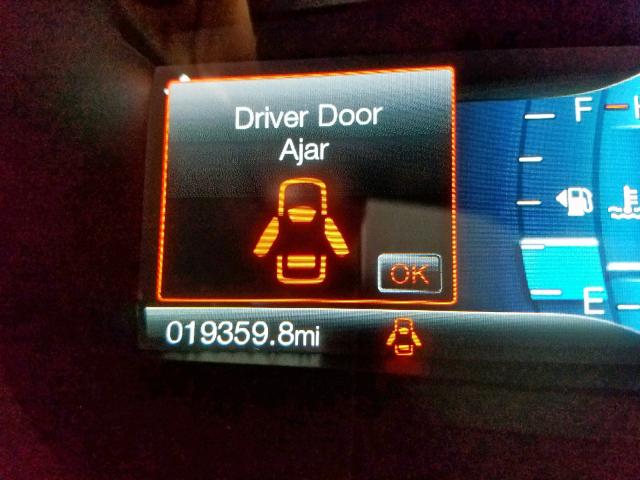 Driver Door
Ajar
OK
019359.8mi
F
E
H